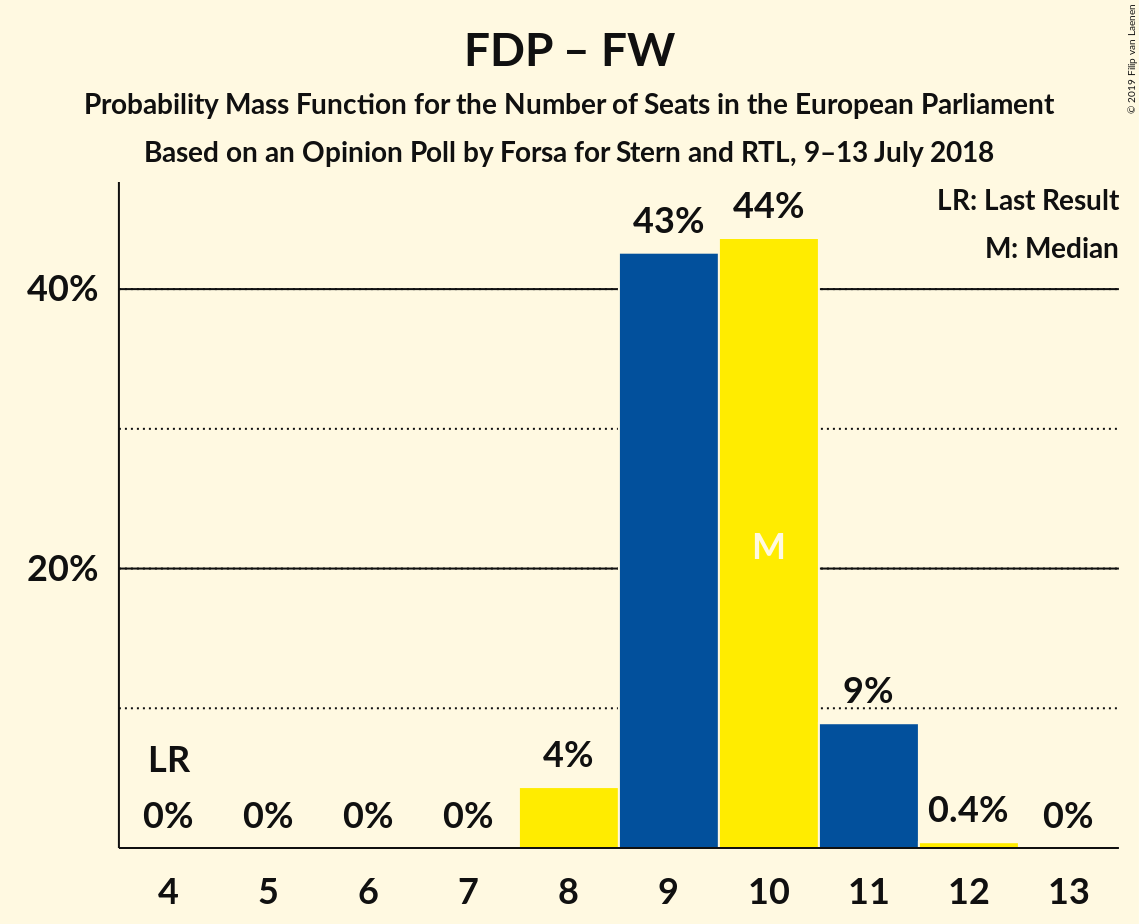 FDP – FW
Probability Mass Function for the Number of Seats in the European Parliament
Based on an Opinion Poll by Forsa for Stern and RTL, 9–13 July 2018
© 2019 Filip van Laenen
LR: Last Result
M: Median
43%
44%
40%
M
20%
9%
LR
4%
0%
0%
0%
0%
0.4%
0%
4
5
6
7
8
9
10
11
12
13